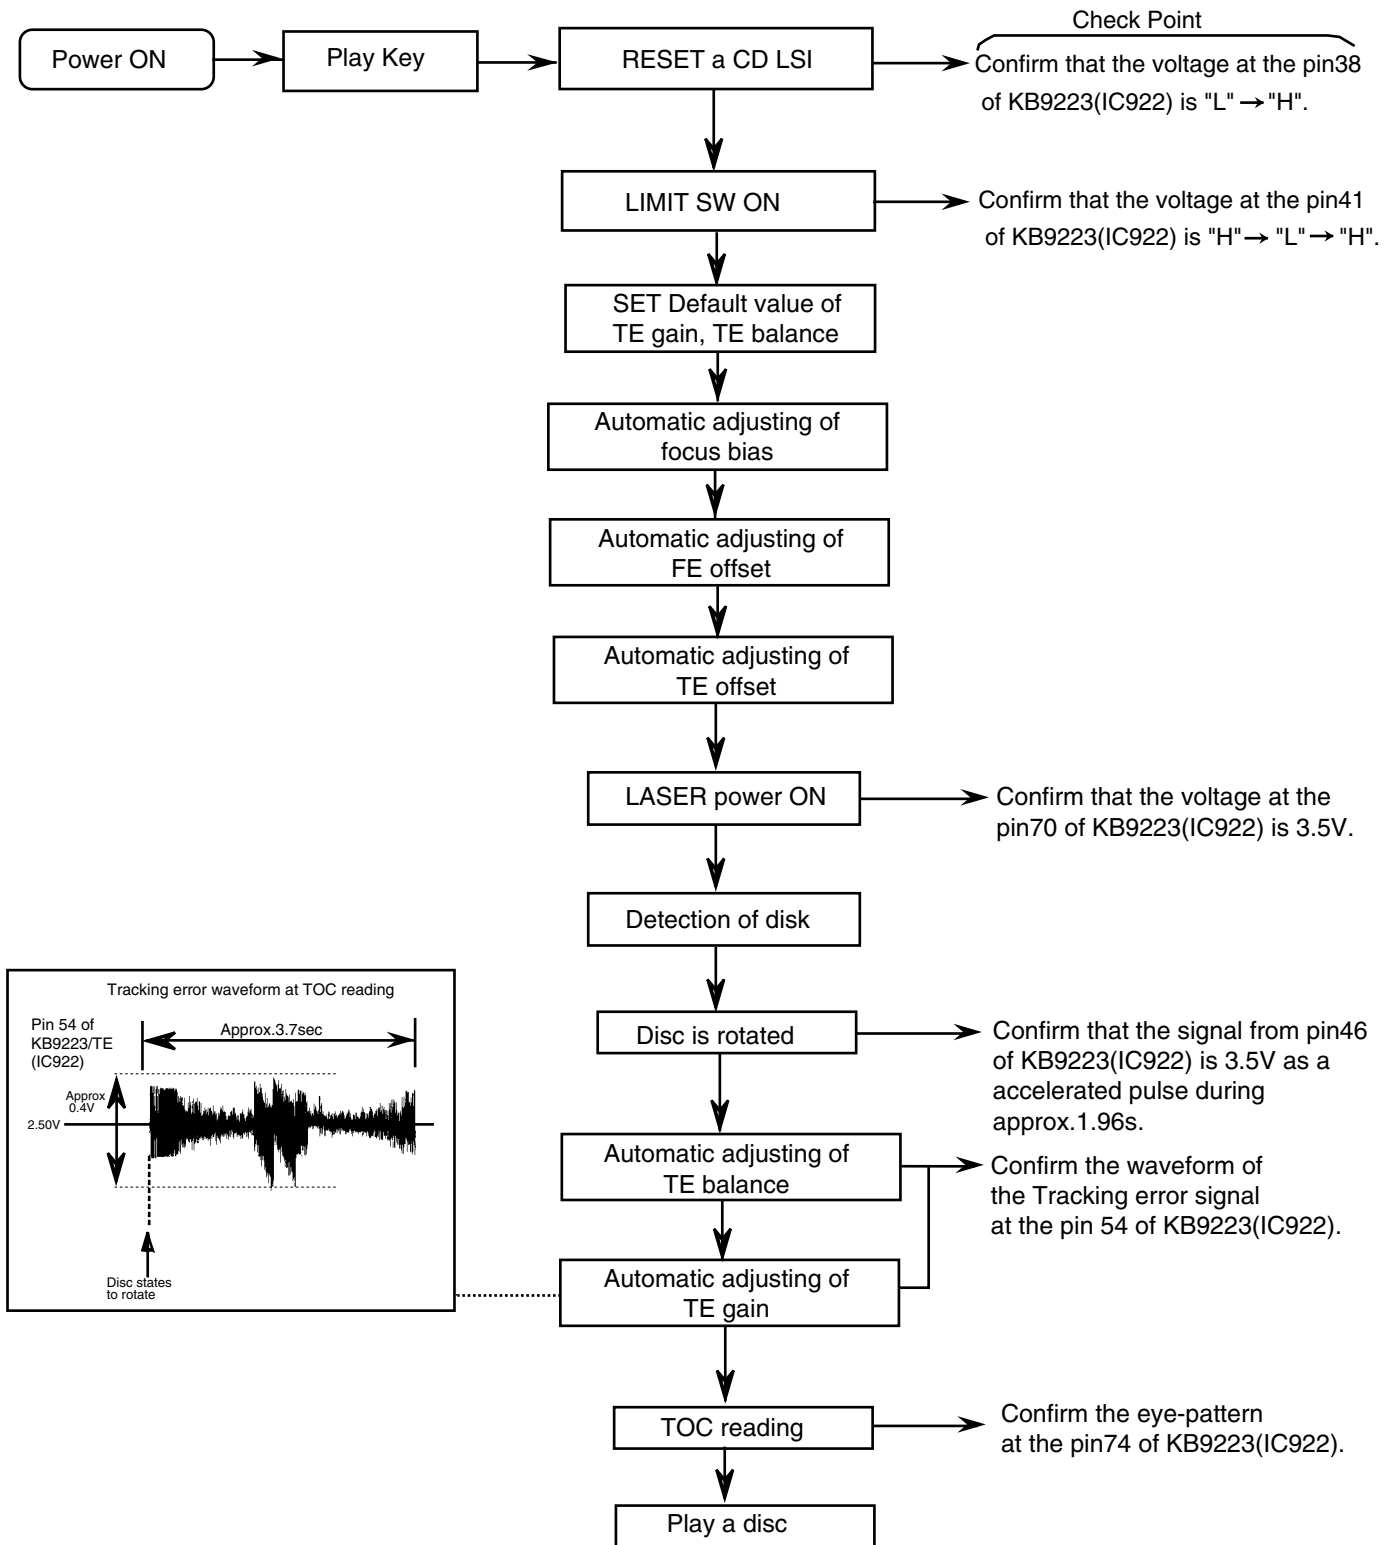 Check Point
Power ON
Play Key
RESET a CD LSI
Confirm that the voltage at the pin38
of KB9223(IC922) is "L" → "H".
LIMIT SW ON
Confirm that the voltage at the pin41
of KB9223(IC922) is "H" → "L" → "H".
SET Default value of
TE gain, TE balance
Automatic adjusting of
focus bias
Automatic adjusting of
FE offset
Automatic adjusting of
TE offset
LASER power ON
Confirm that the voltage at the
pin70 of KB9223(IC922) is 3.5V.
Detection of disk
Disc is rotated
Confirm that the signal from pin46
of KB9223(IC922) is 3.5V as a
accelerated pulse during
approx.1.96s.
Tracking error waveform at TOC reading
Pin 54 of
KB9223/TE
(IC922)
Approx.3.7sec
Approx
0.4V
2.50V
Disc states
to rotate
Automatic adjusting of
TE balance
Confirm the waveform of
the Tracking error signal
at the pin 54 of KB9223(IC922).
Automatic adjusting of
TE gain
TOC reading
Confirm the eye-pattern
at the pin74 of KB9223(IC922).
Play a disc